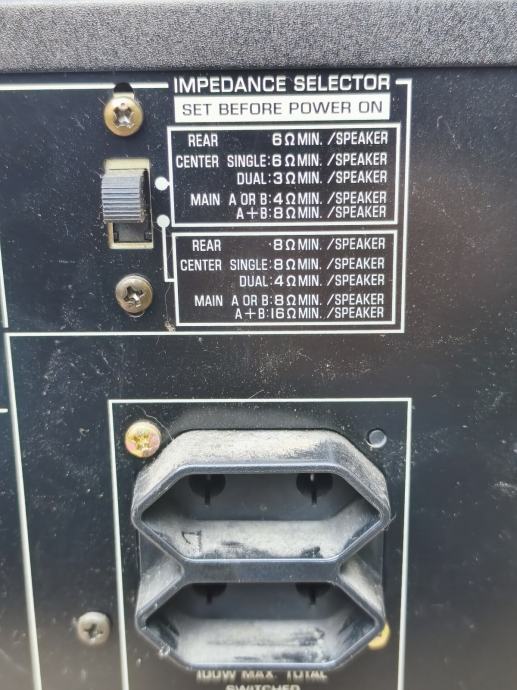 IMPEDANCE SELECTOR
SET BEFORE POWER ON
REAR 6ΩMIN. /SPEAKER
CENTER SINGLE:6ΩMIN. /SPEAKER
DUAL:3ΩMIN. /SPEAKER
MAIN A OR B:4ΩMIN. /SPEAKER
A+B:8ΩMIN. /SPEAKER
REAR 8ΩMIN. /SPEAKER
CENTER SINGLE:8ΩMIN. /SPEAKER
DUAL:4ΩMIN. /SPEAKER
MAIN A OR B:8ΩMIN. /SPEAKER
A+B:16ΩMIN. /SPEAKER
100W MAX. TOTAL
SWITCHED